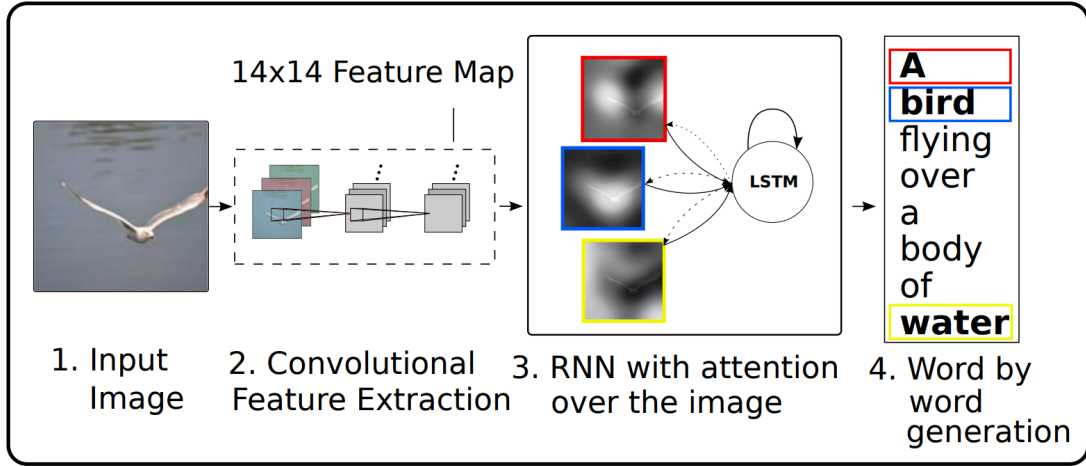 14x14 Feature Map
LSTM
A
bird
flying
over
a
body
of
water
1. Input
Image
2. Convolutional
Feature Extraction
3. RNN with attention
over the image
4. Word by
word
generation